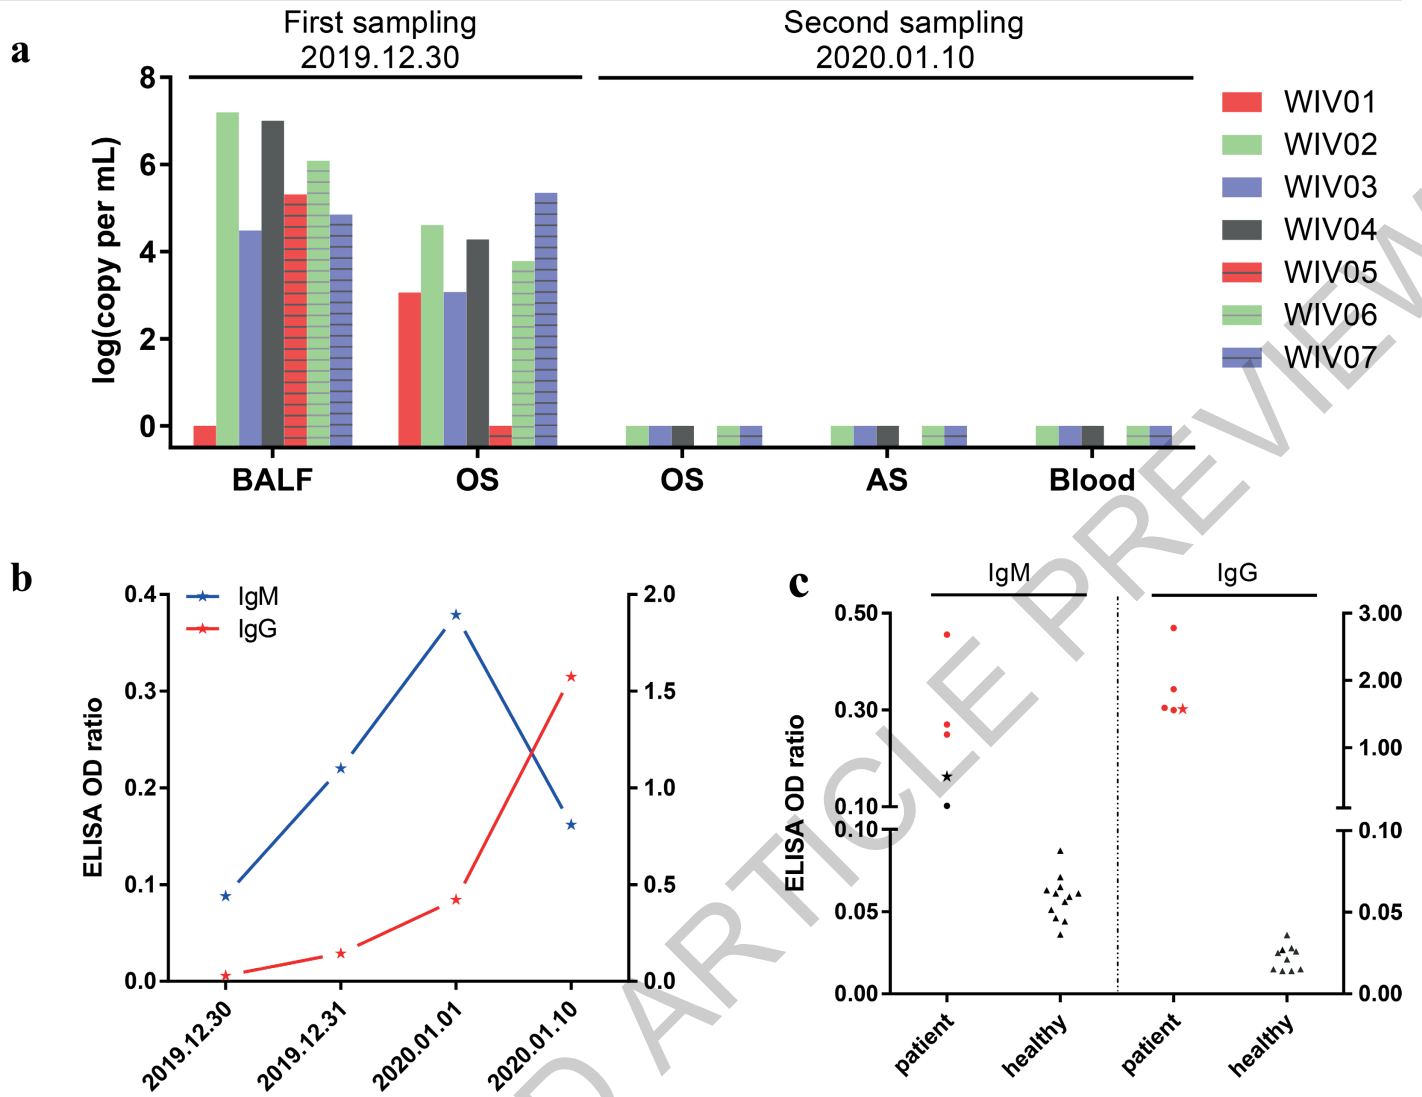 a
First sampling
2019.12.30
Second sampling
2020.01.10
log(copy per mL)
8
6
4
2
0
BALF
OS
OS
AS
Blood
WIV01
WIV02
WIV03
WIV04
WIV05
WIV06
WIV07
b
IgM
IgG
ELISA OD ratio
0.4
0.3
0.2
0.1
0.0
2.0
1.5
1.0
0.5
0.0
2019.12.30
2019.12.31
2020.01.01
2020.01.10
c
IgM
IgG
ELISA OD ratio
0.50
0.30
0.10
0.10
0.05
0.00
3.00
2.00
1.00
0.10
0.05
0.00
patient
healthy
patient
healthy
D ARTICLE PREVIEW